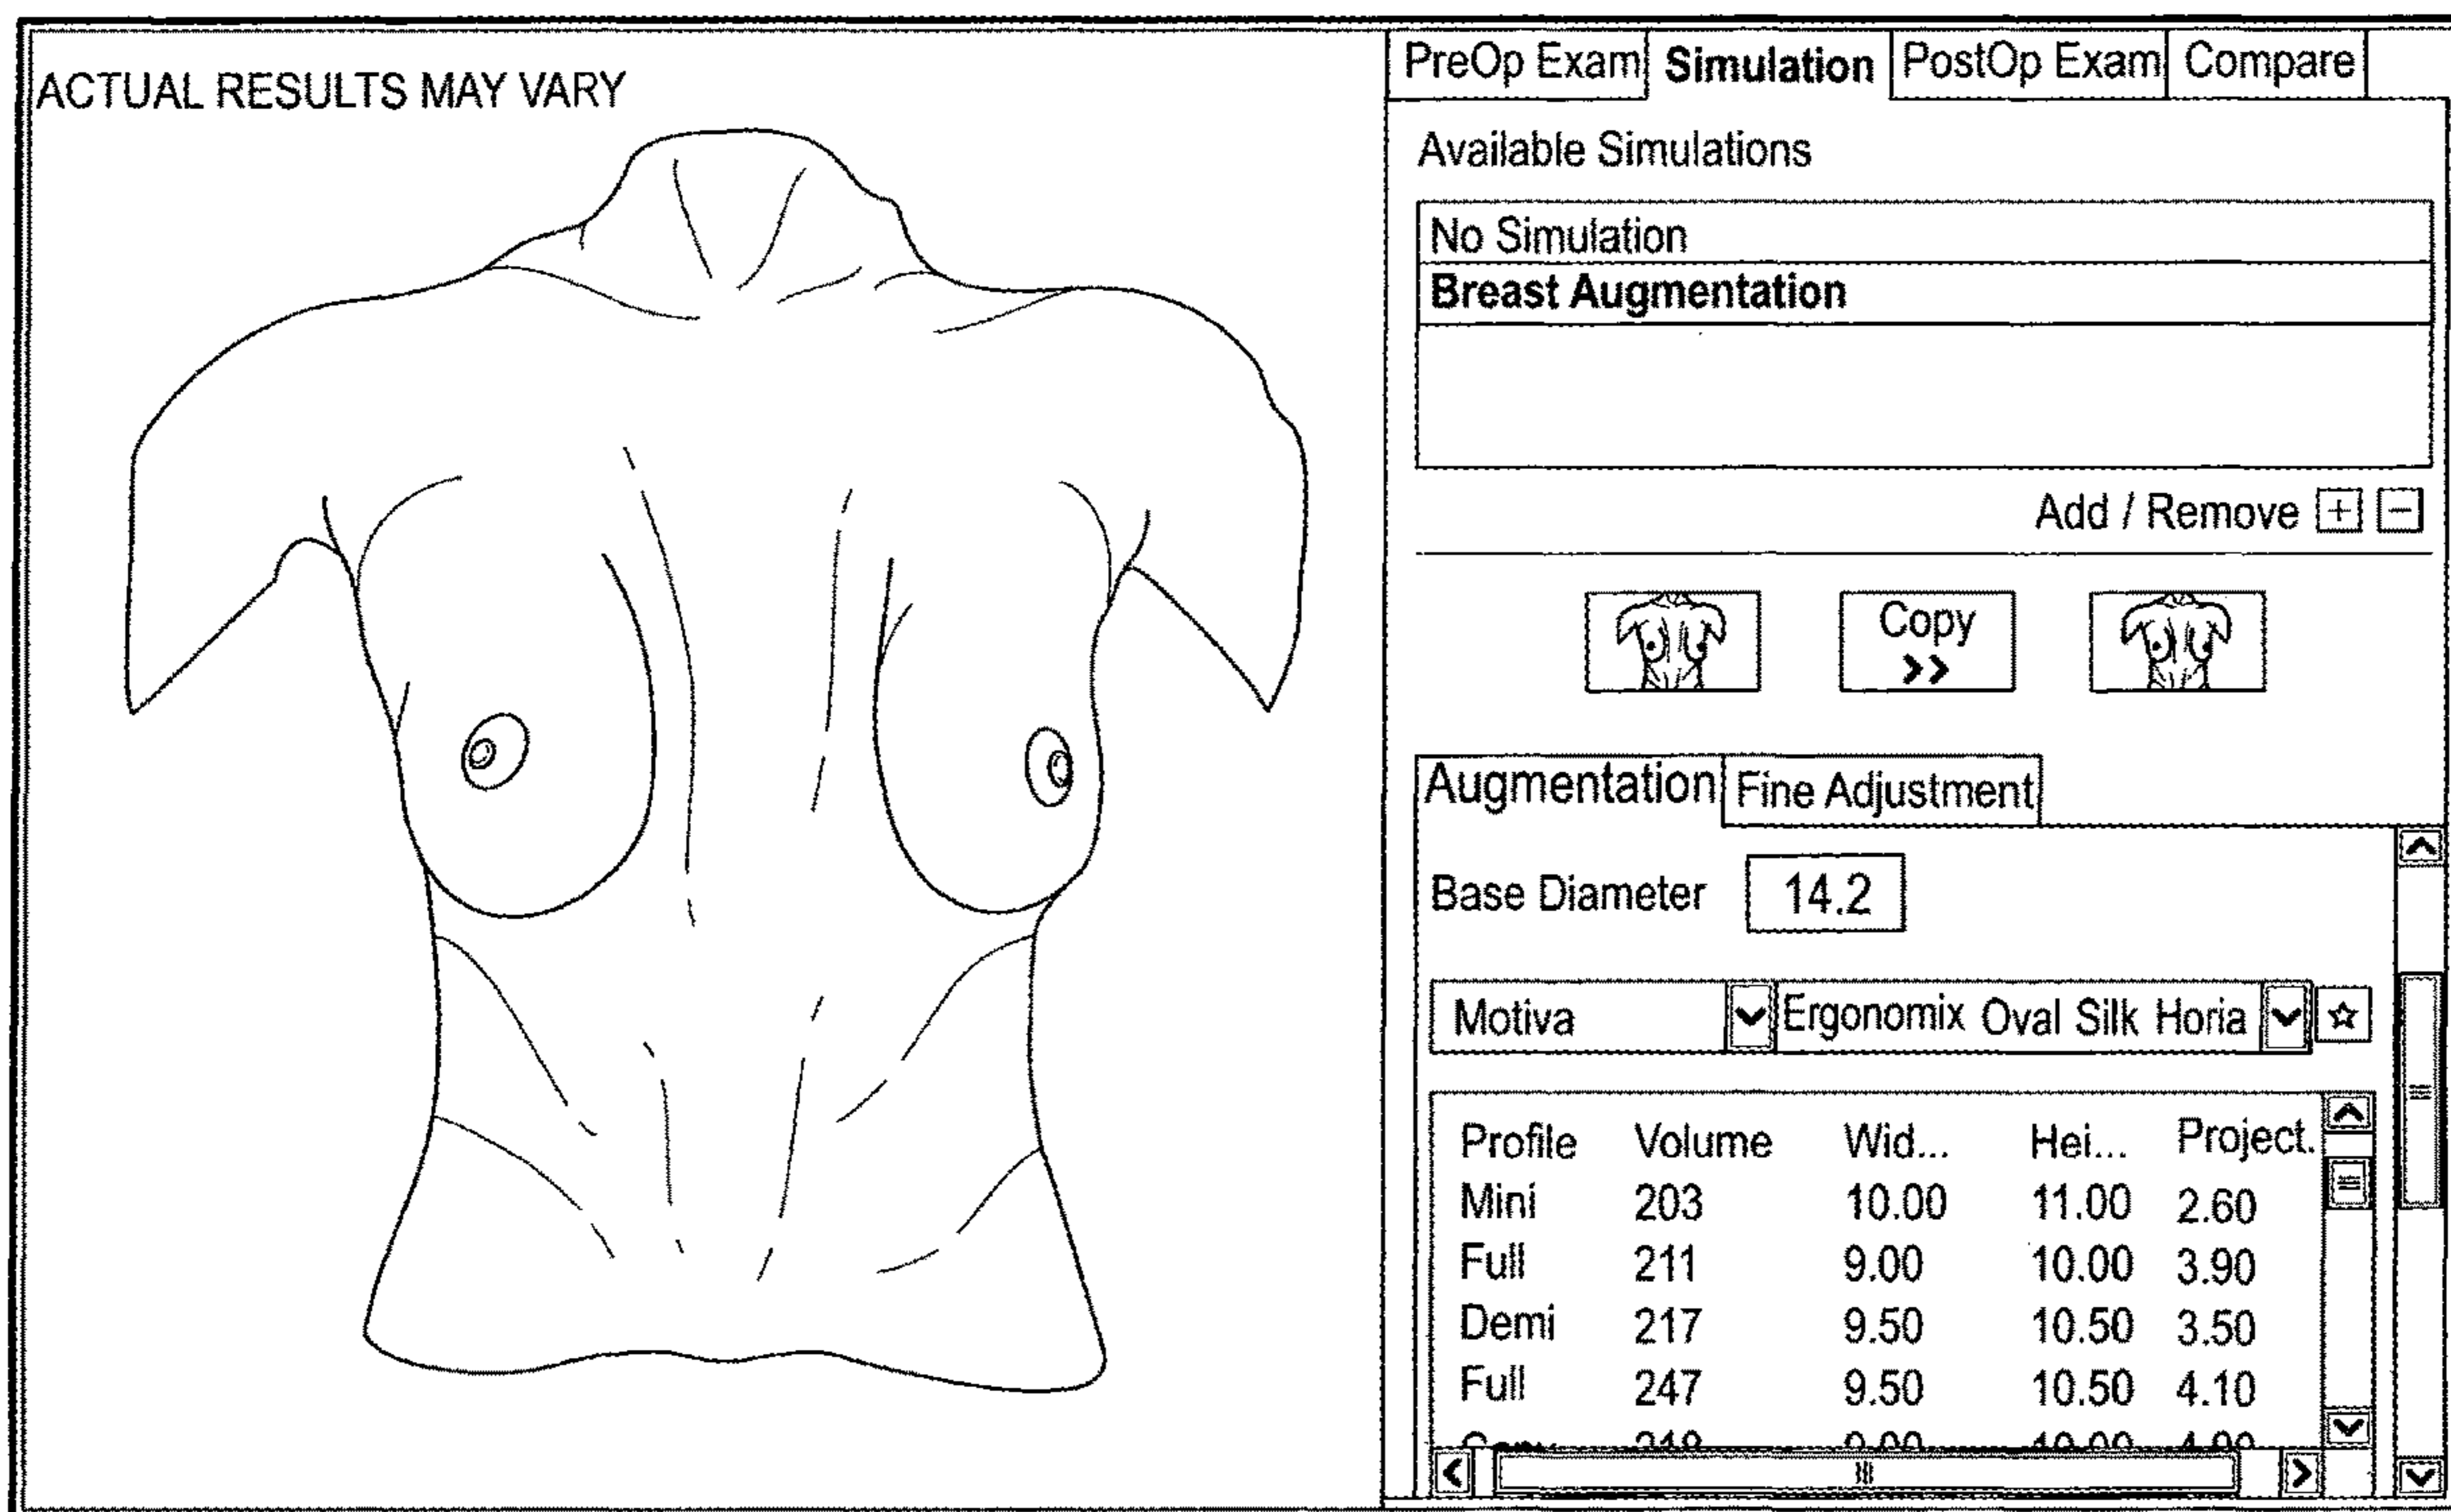 ACTUAL RESULTS MAY VARY
PreOp Exam Simulation PostOp Exam Compare
Available Simulations
No Simulation
Breast Augmentation
Add / Remove + −
Copy
>>
Augmentation Fine Adjustment
Base Diameter 14.2
Motiva Ergonomix Oval Silk Horia
Profile Volume Wid... Hei... Project.
Mini 203 10.00 11.00 2.60
Full 211 9.00 10.00 3.90
Demi 217 9.50 10.50 3.50
Full 247 9.50 10.50 4.10